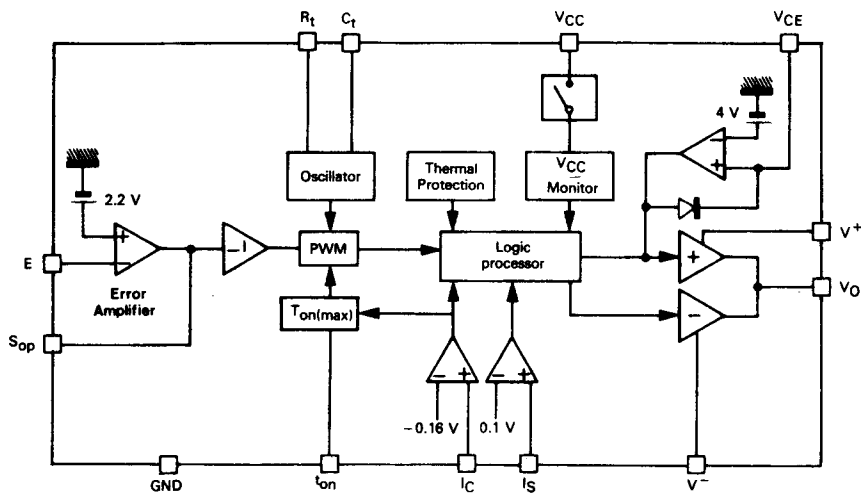 Rt Ct VCC VCE
4 V
- +
Oscillator
Thermal
Protection
VCC
Monitor
2.2 V
+ -
E
Error
Amplifier
-1
PWM
Logic
processor
+
-
V+
VO
Sop
Ton(max)
- +
- +
-0.16 V
0.1 V
GND ton IC IS V-